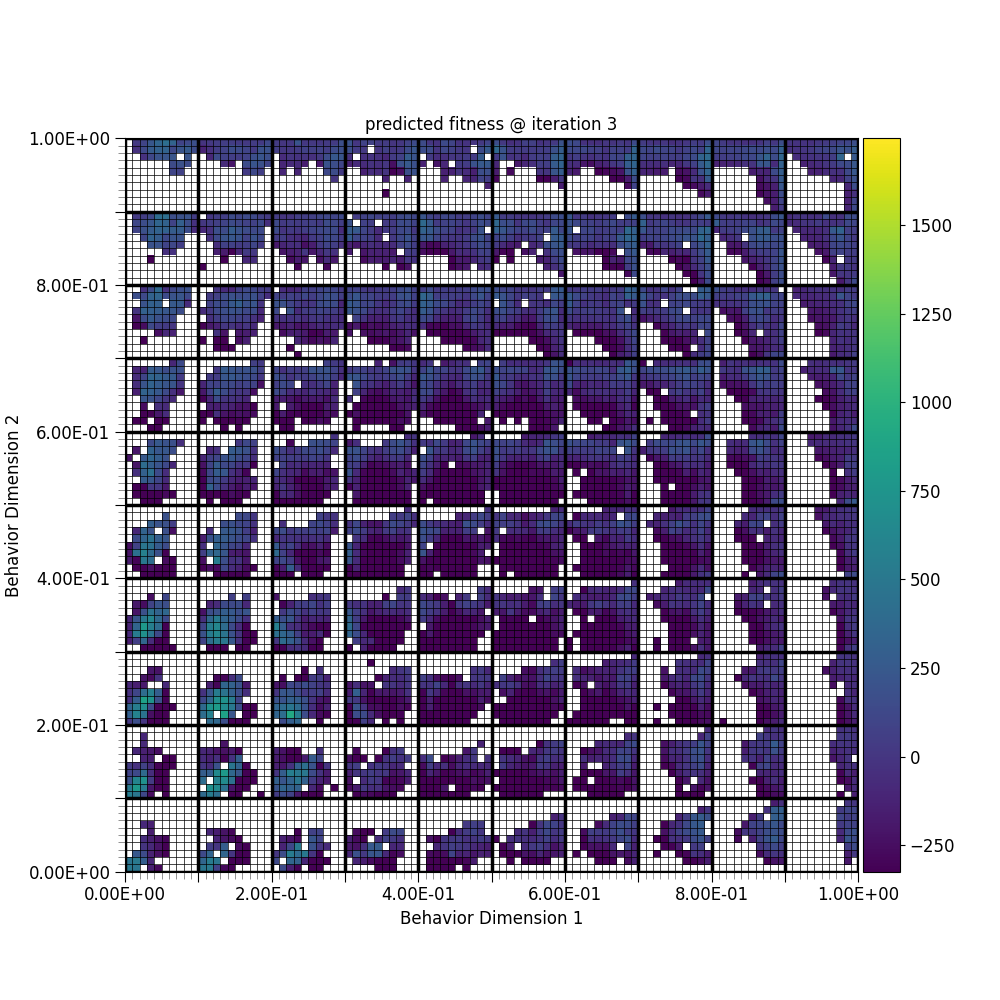 predicted fitness @ iteration 3
1.00E+00
8.00E-01
6.00E-01
4.00E-01
2.00E-01
0.00E+00
Behavior Dimension 2
0.00E+00 2.00E-01 4.00E-01 6.00E-01 8.00E-01 1.00E+00
Behavior Dimension 1
1500
1250
1000
750
500
250
0
−250